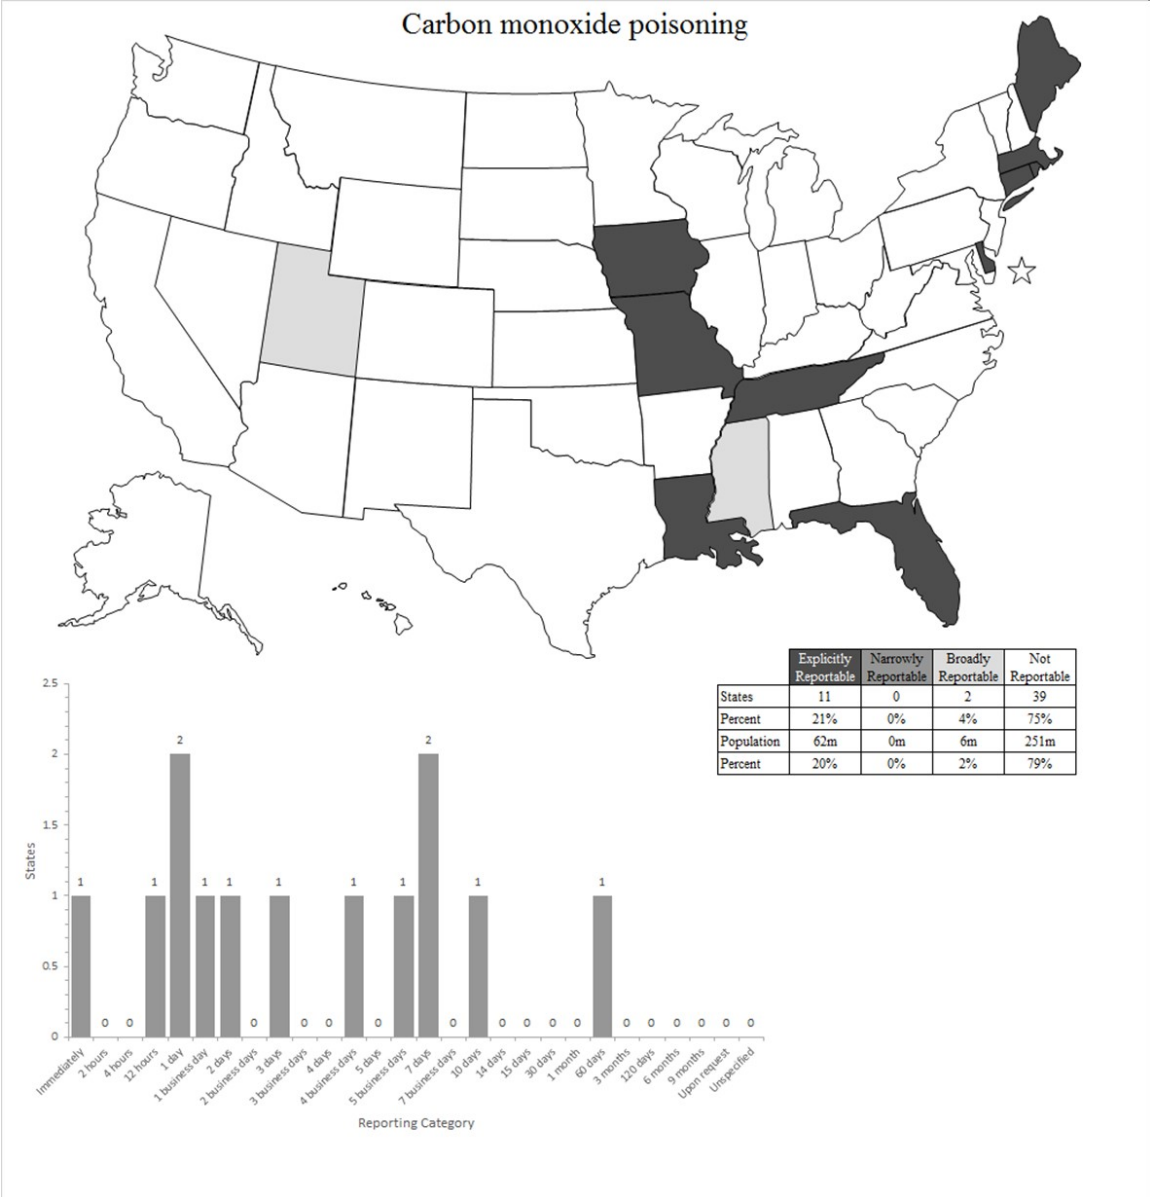 Carbon monoxide poisoning
Explicitly Reportable Narrowly Reportable Broadly Reportable Not Reportable
States 11 0 2 39
Percent 21% 0% 4% 75%
Population 62m 0m 6m 251m
Percent 20% 0% 2% 79%
2.5
2
1.5
1
0.5
0
States
1 0 0 1 2 1 1 0 1 0 0 1 0 1 2 0 1 0 0 0 0 1 0 0 0 0 0 0
Immediately
2 hours
4 hours
12 hours
1 day
1 business day
2 days
2 business days
3 days
3 business days
4 days
4 business days
5 days
5 business days
7 days
7 business days
10 days
14 days
15 days
30 days
1 month
60 days
3 months
120 days
6 months
9 months
Upon request
Unspecified
Reporting Category